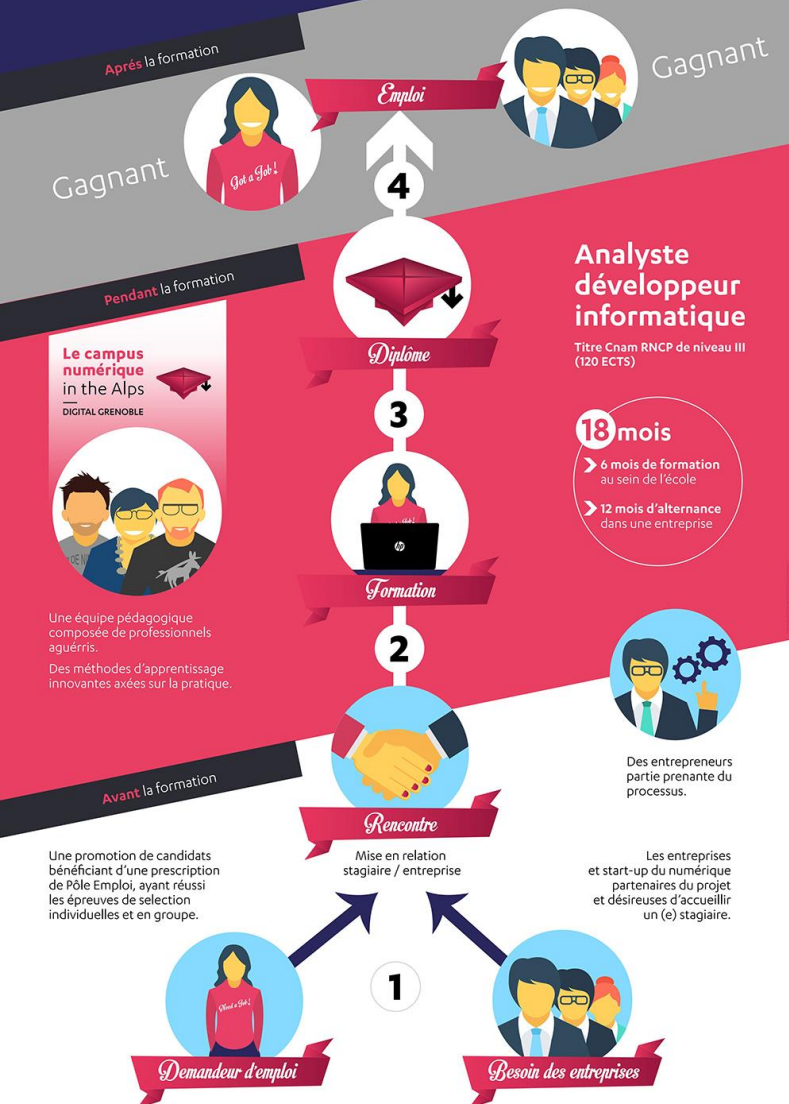 Aprés la formation
Gagnant
Emploi
Gagnant
Got a Job !
4
Pendant la formation
Diplôme
Analyste
développeur
informatique
Titre Cnam RNCP de niveau III
(120 ECTS)
Le campus
numérique
in the Alps
DIGITAL GRENOBLE
3
18 mois
6 mois de formation
au sein de l'école
12 mois d'alternance
dans une entreprise
hp
Formation
Une équipe pédagogique
composée de professionnels
aguérris.
Des méthodes d'apprentissage
innovantes axées sur la pratique.
2
Des entrepreneurs
partie prenante du
processus.
Avant la formation
Rencontre
Mise en relation
stagiaire / entreprise
Une promotion de candidats
bénéficiant d'une prescription
de Pôle Emploi, ayant réussi
les épreuves de selection
individuelles et en groupe.
Les entreprises
et start-up du numérique
partenaires du projet
et désireuses d'accueillir
un (e) stagiaire.
1
Need a Job !
Demandeur d'emploi
Besoin des entreprises